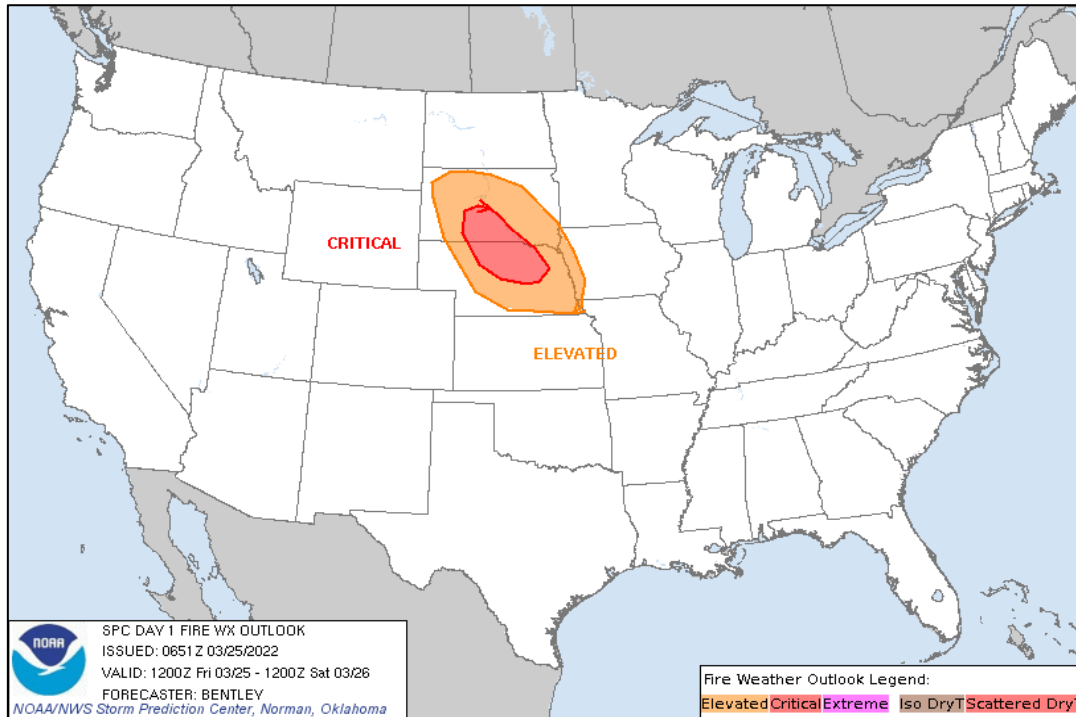 CRITICAL
ELEVATED
NOAA
SPC DAY 1 FIRE WX OUTLOOK
ISSUED: 0651Z 03/25/2022
VALID: 1200Z Fri 03/25 - 1200Z Sat 03/26
FORECASTER: BENTLEY
NOAA/NWS Storm Prediction Center, Norman, Oklahoma
Fire Weather Outlook Legend:
Elevated Critical Extreme Iso DryT Scattered DryT